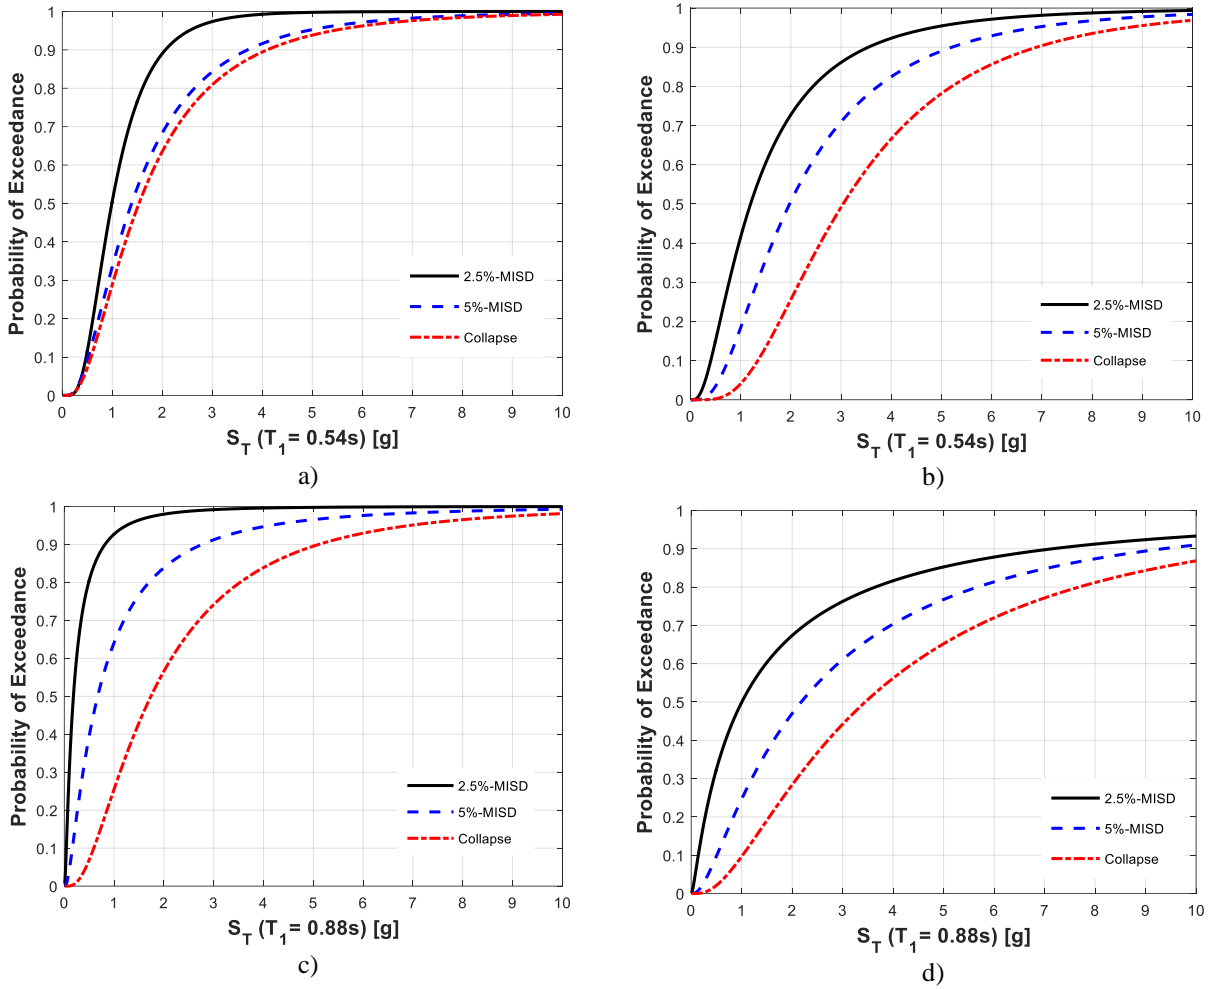 Probability of Exceedance
1
0.9
0.8
0.7
0.6
0.5
0.4
0.3
0.2
0.1
0
0 1 2 3 4 5 6 7 8 9 10
2.5%-MISD
5%-MISD
Collapse
S_T (T_1= 0.54s) [g]
a)
Probability of Exceedance
1
0.9
0.8
0.7
0.6
0.5
0.4
0.3
0.2
0.1
0
0 1 2 3 4 5 6 7 8 9 10
2.5%-MISD
5%-MISD
Collapse
S_T (T_1= 0.54s) [g]
b)
Probability of Exceedance
1
0.9
0.8
0.7
0.6
0.5
0.4
0.3
0.2
0.1
0
0 1 2 3 4 5 6 7 8 9 10
2.5%-MISD
5%-MISD
Collapse
S_T (T_1= 0.88s) [g]
c)
Probability of Exceedance
1
0.9
0.8
0.7
0.6
0.5
0.4
0.3
0.2
0.1
0
0 1 2 3 4 5 6 7 8 9 10
2.5%-MISD
5%-MISD
Collapse
S_T (T_1= 0.88s) [g]
d)